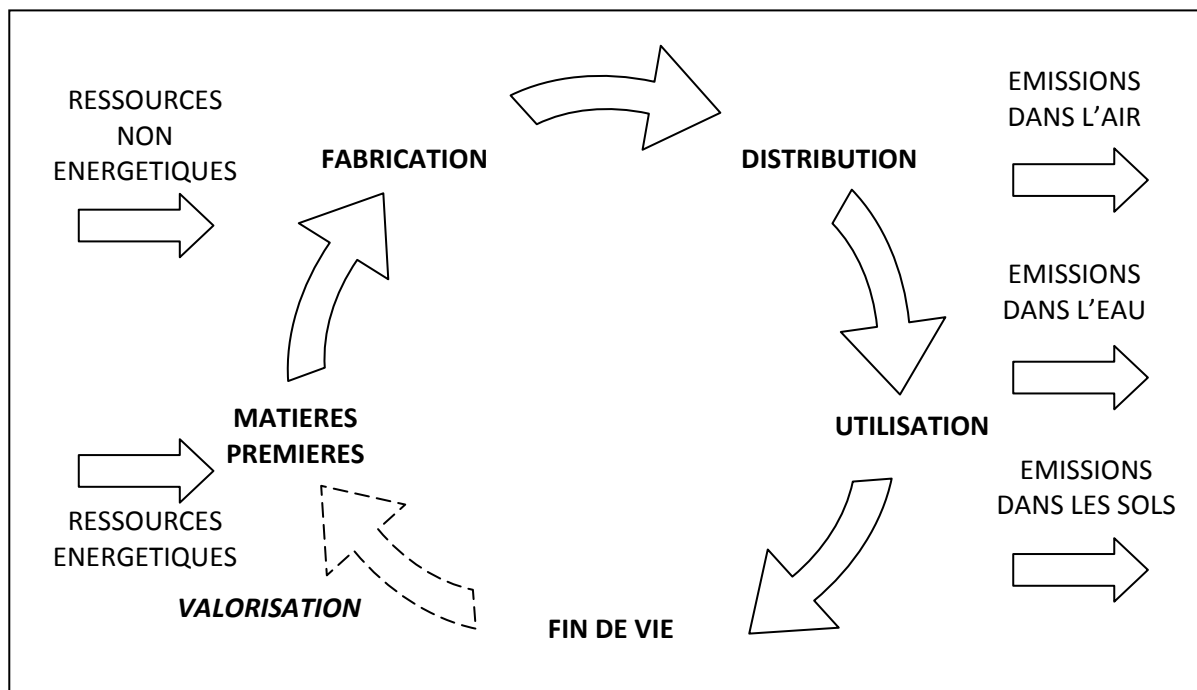 RESSOURCES
NON
ENERGETIQUES
FABRICATION
DISTRIBUTION
EMISSIONS
DANS L’AIR
EMISSIONS
DANS L’EAU
MATIERES
PREMIERES
UTILISATION
EMISSIONS
DANS LES SOLS
RESSOURCES
ENERGETIQUES
VALORISATION
FIN DE VIE